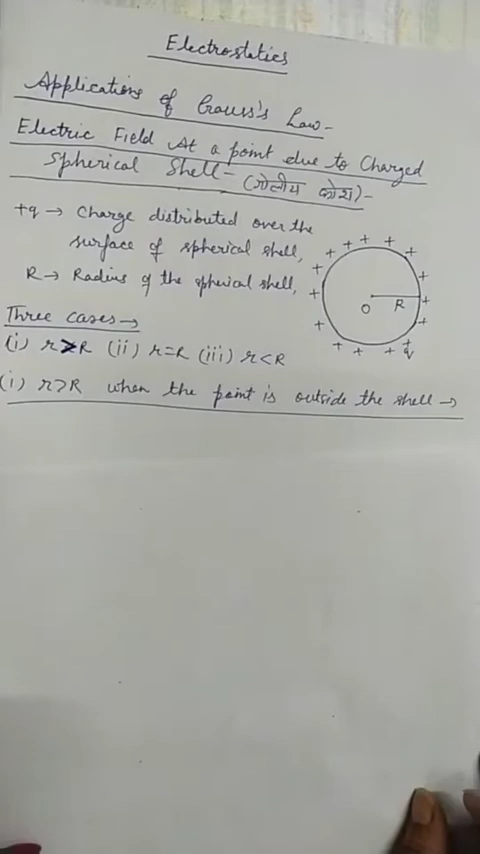 Electrostatics
Applications of Gauss's Law-
Electric Field At a point due to Charged
Spherical Shell- (गोलीय कोश)-
+q → Charge distributed over the
surface of spherical shell,
R → Radius of the spherical shell,
+ + + + + + + + + + + + + + +
O R
q
Three cases →
(i) r>R (ii) r=R (iii) r<R
(i) r>R when the point is outside the shell →